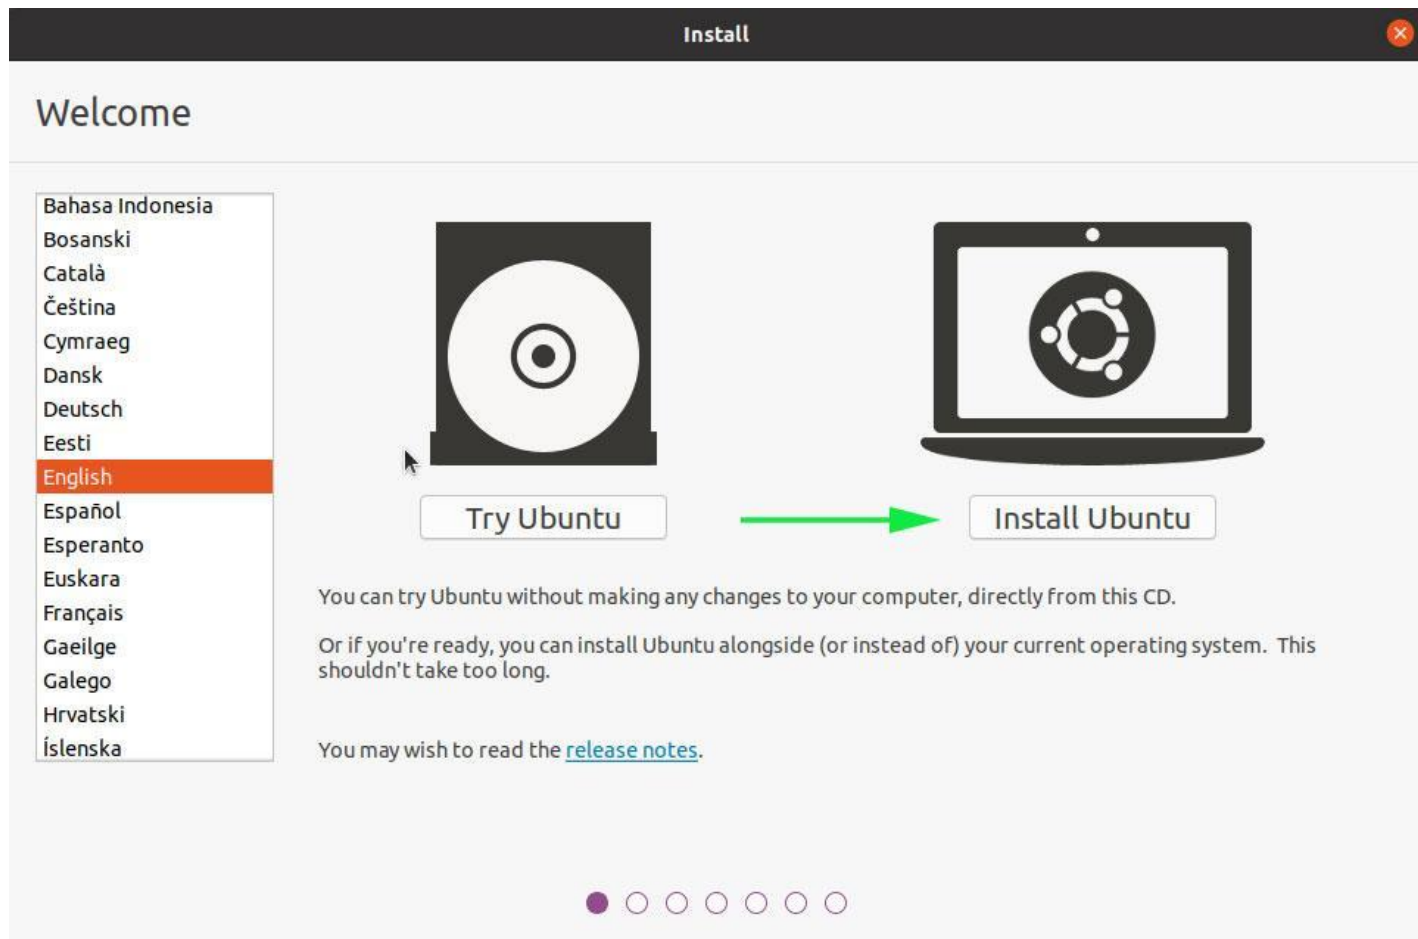 Install
Welcome
Bahasa Indonesia
Bosanski
Català
Čeština
Cymraeg
Dansk
Deutsch
Eesti
English
Español
Esperanto
Euskara
Français
Gaeilge
Galego
Hrvatski
Íslenska
Try Ubuntu
Install Ubuntu
You can try Ubuntu without making any changes to your computer, directly from this CD.
Or if you're ready, you can install Ubuntu alongside (or instead of) your current operating system. This
shouldn't take too long.
You may wish to read the release notes.